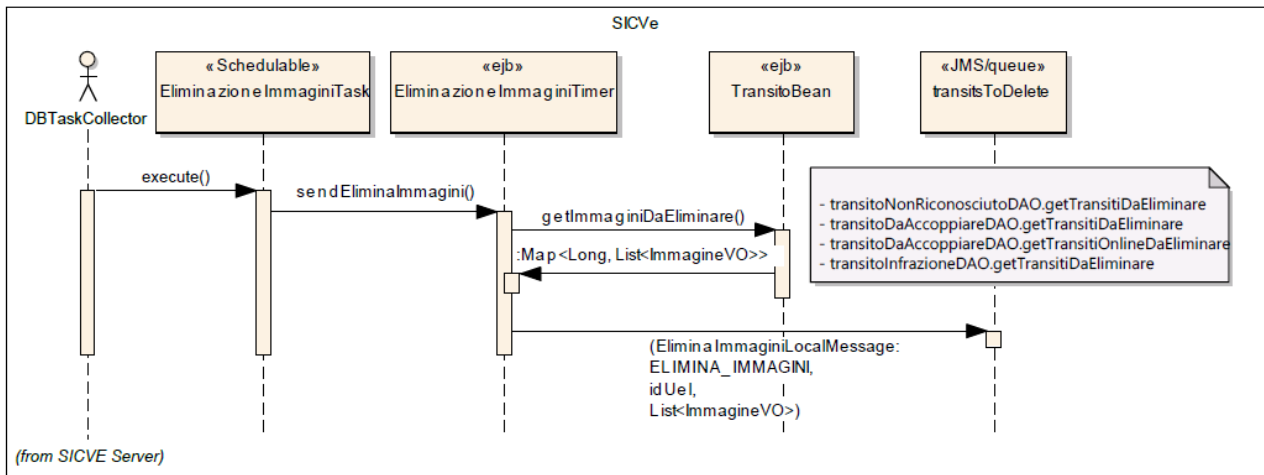 SICVe
DBTaskCollector
«Schedulable»
EliminazioneImmaginiTask
«ejb»
EliminazioneImmaginiTimer
«ejb»
TransitoBean
«JMS/queue»
transitsToDelete
execute()
sendEliminaImmagini()
getImmaginiDaEliminare()
:Map<Long, List<ImmagineVO>>
- transitoNonRiconosciutoDAO.getTransitiDaEliminare
- transitoDaAccoppiareDAO.getTransitiDaEliminare
- transitoDaAccoppiareDAO.getTransitiOnlineDaEliminare
- transitoInfrazioneDAO.getTransitiDaEliminare
(EliminaImmaginiLocalMessage:
ELIMINA_IMMAGINI,
idUel,
List<ImmagineVO>)
(from SICVE Server)